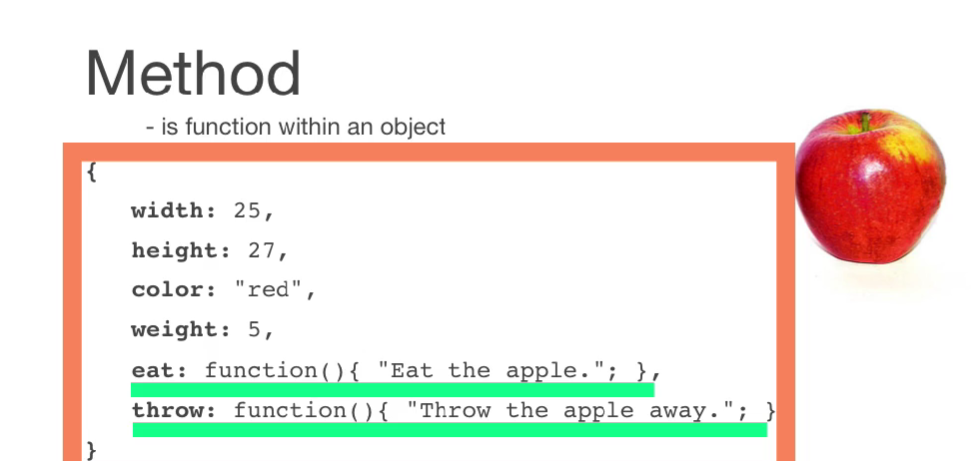 Method
- is function within an object
{
width: 25,
height: 27,
color: "red",
weight: 5,
eat: function(){ "Eat the apple."; },
throw: function(){ "Throw the apple away."; }
}